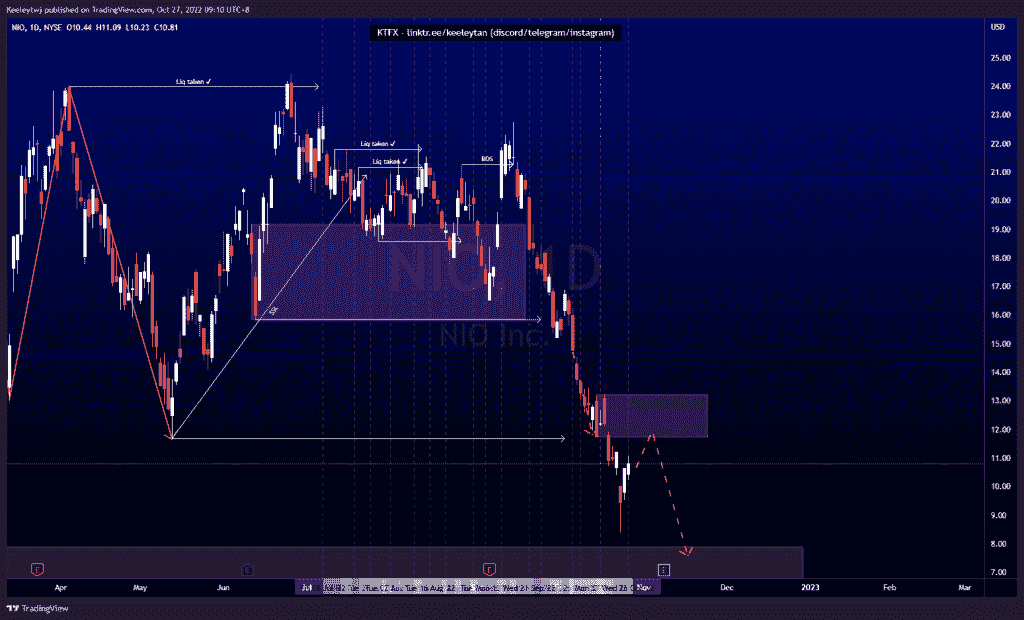 Keeleytwj published on TradingView.com, Oct 27, 2022 09:10 UTC+8
NIO, 1D, NYSE O10.44 H11.09 L10.23 C10.81
KTFX - linktr.ee/keeleytan (discord/telegram/instagram)
USD
25.00
Liq taken ✓
24.00
23.00
Liq taken ✓
22.00
Liq taken ✓
BOS
21.00
20.00
19.00
NIO, 1D
18.00
17.00
16.00
NIO Inc.
15.00
14.00
13.00
12.00
11.00
10.00
9.00
8.00
E
E
E
7.00
Apr May Jun Jul Nov Dec 2023 Feb Mar
TradingView